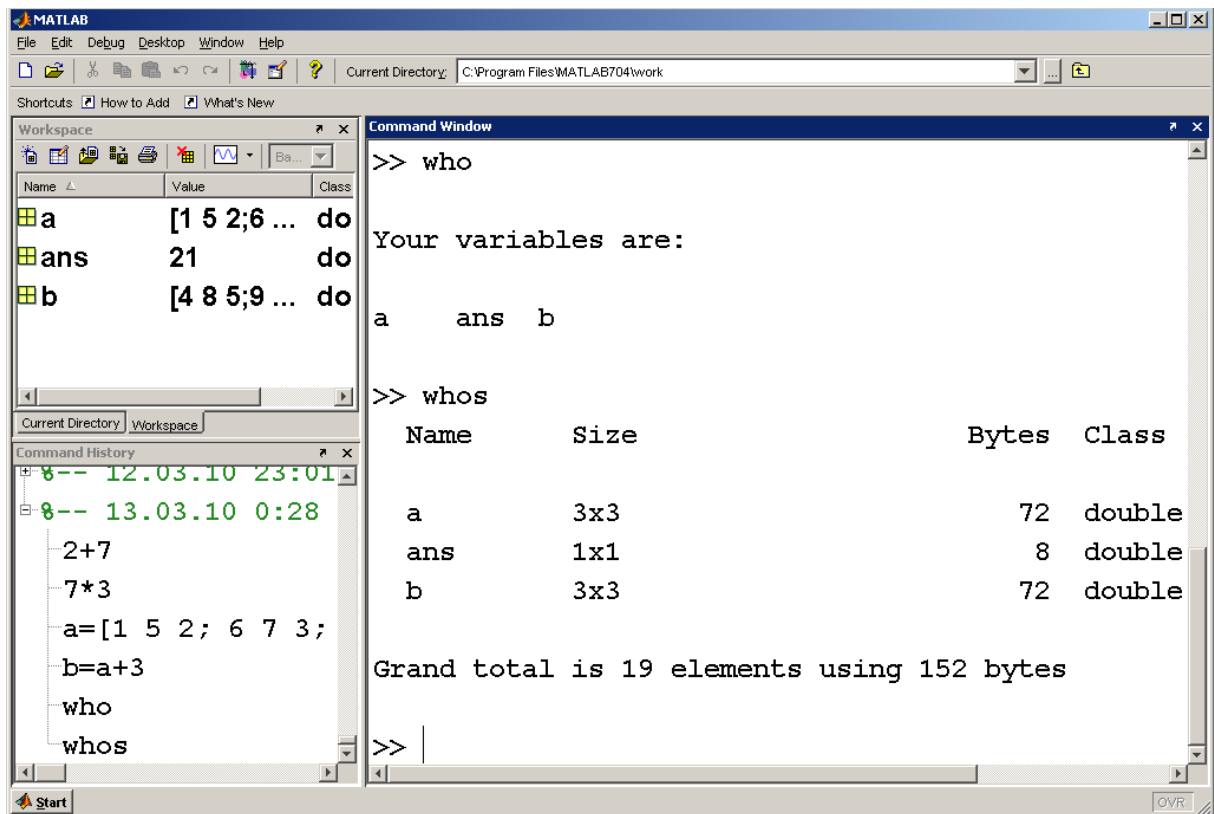 MATLAB
File Edit Debug Desktop Window Help
Current Directory: C:\Program Files\MATLAB704\work
Shortcuts How to Add What's New
Workspace
Ba...
Name Value Class
a [1 5 2;6 ... do
ans 21 do
b [4 8 5;9 ... do
Current Directory Workspace
Command History
%-- 12.03.10 23:01
%-- 13.03.10 0:28
2+7
7*3
a=[1 5 2; 6 7 3;
b=a+3
who
whos
Command Window
>> who
Your variables are:
a ans b
>> whos
Name Size Bytes Class
a 3x3 72 double
ans 1x1 8 double
b 3x3 72 double
Grand total is 19 elements using 152 bytes
>>
Start
OVR